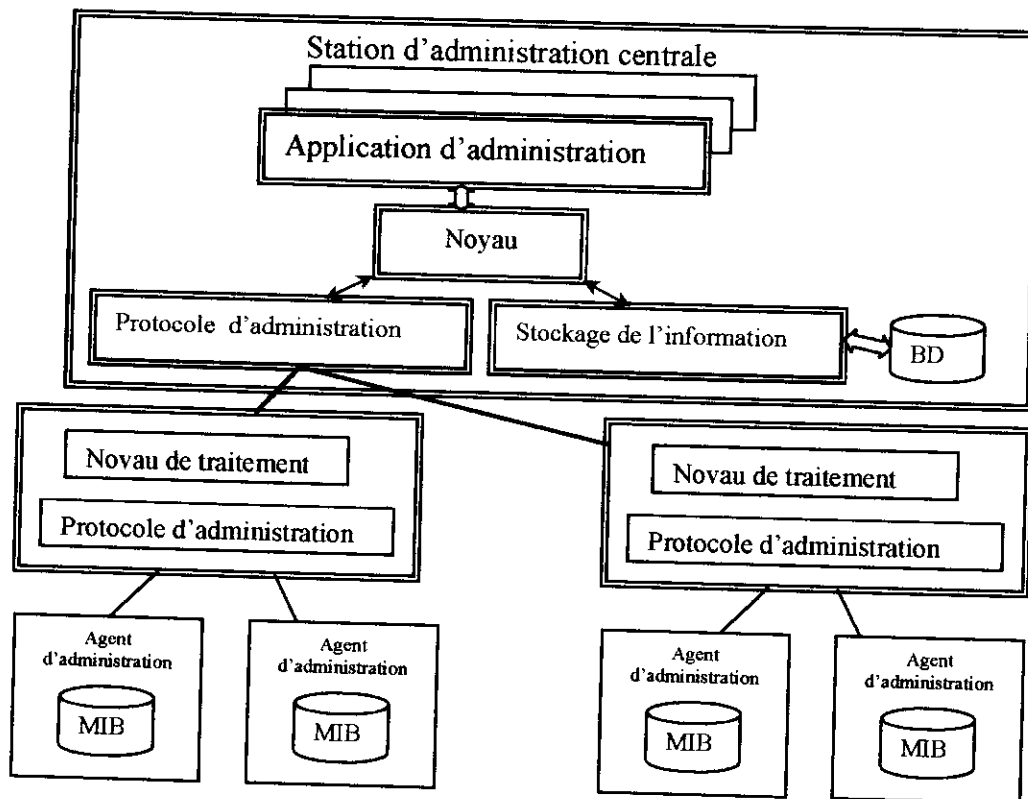 Station d'administration centrale
Application d'administration
Noyau
Protocole d'administration
Stockage de l'information
BD
Novau de traitement
Protocole d'administration
Novau de traitement
Protocole d'administration
Agent
d'administration
MIB
Agent
d'administration
MIB
Agent
d'administration
MIB
Agent
d'administration
MIB